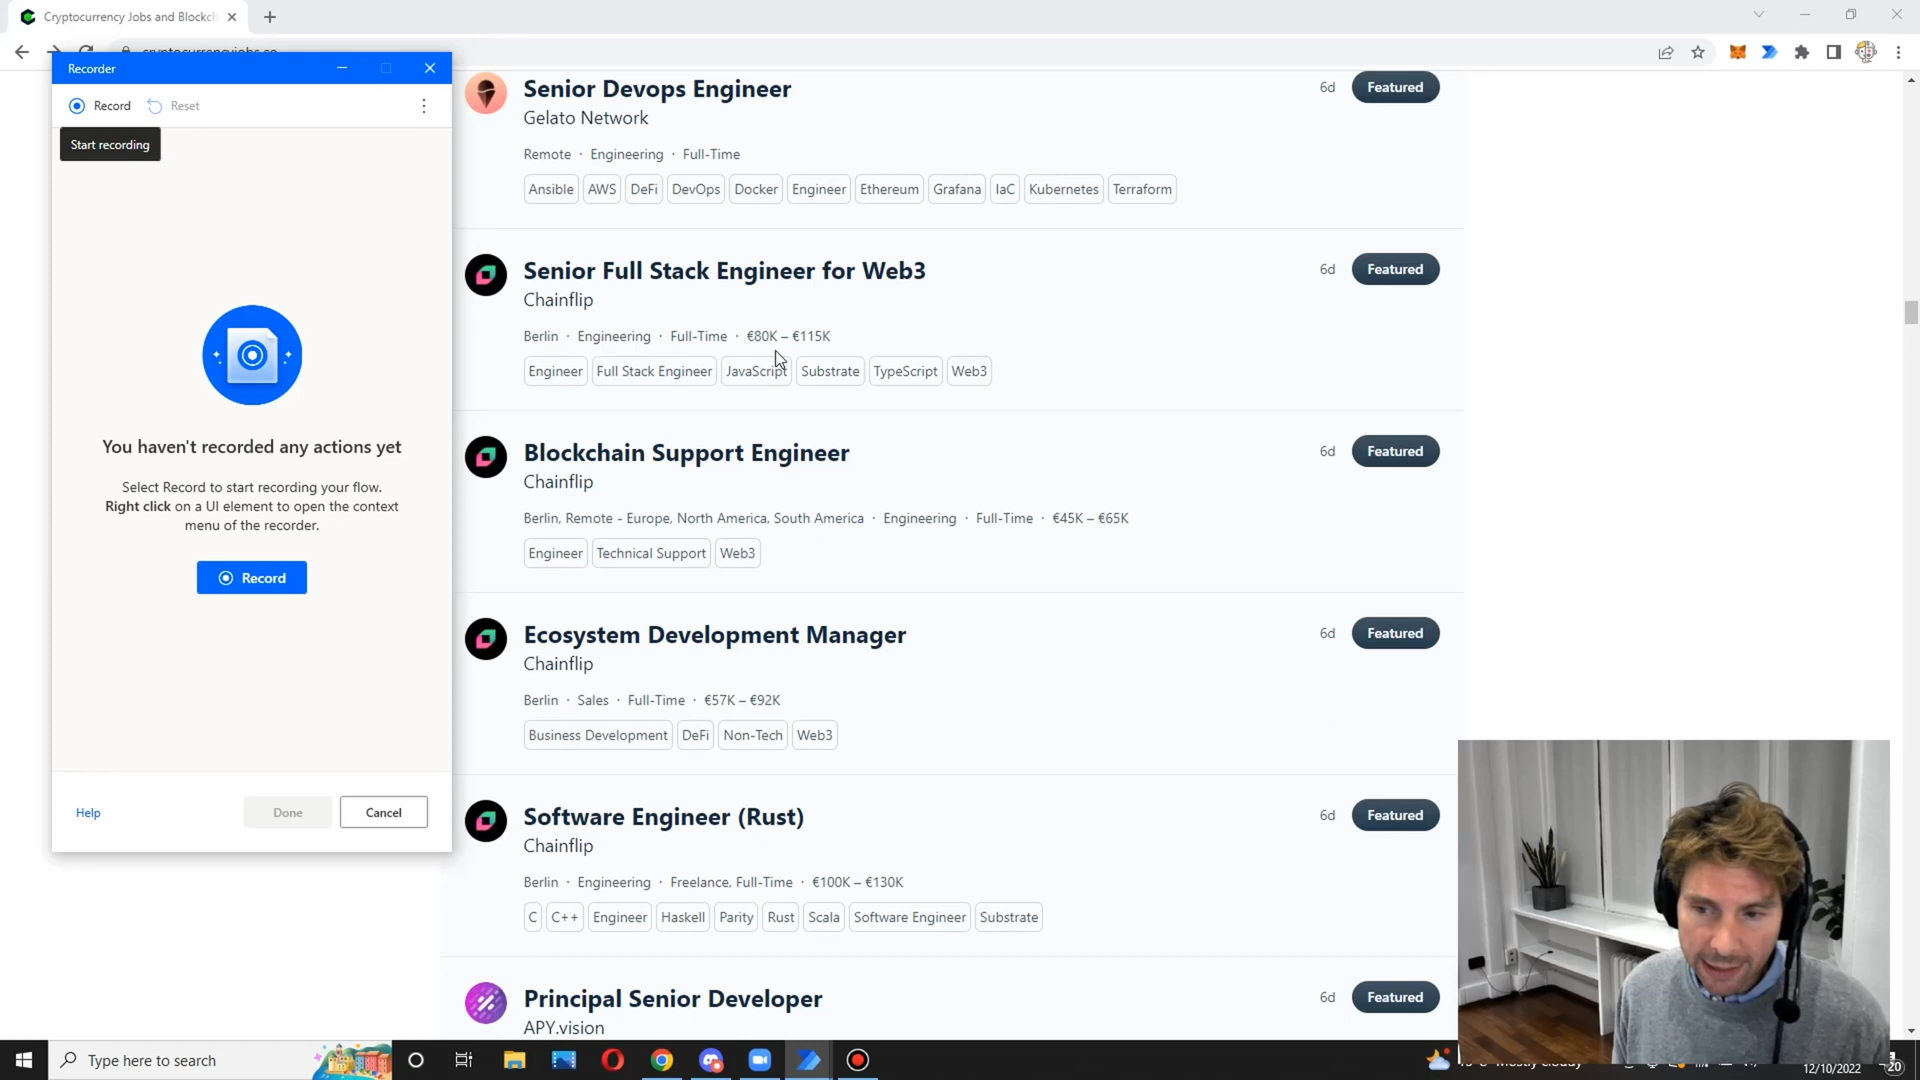 Cryptocurrency Jobs and Blockch
cryptocurrencyjobs.co
Recorder
Record
Reset
Start recording
You haven't recorded any actions yet
Select Record to start recording your flow.
Right click on a UI element to open the context
menu of the recorder.
Record
Help
Done
Cancel
Senior Devops Engineer
6d
Featured
Gelato Network
Remote · Engineering · Full-Time
Ansible AWS DeFi DevOps Docker Engineer Ethereum Grafana IaC Kubernetes Terraform
Senior Full Stack Engineer for Web3
6d
Featured
Chainflip
Berlin · Engineering · Full-Time · €80K – €115K
Engineer Full Stack Engineer JavaScript Substrate TypeScript Web3
Blockchain Support Engineer
6d
Featured
Chainflip
Berlin, Remote - Europe, North America, South America · Engineering · Full-Time · €45K – €65K
Engineer Technical Support Web3
Ecosystem Development Manager
6d
Featured
Chainflip
Berlin · Sales · Full-Time · €57K – €92K
Business Development DeFi Non-Tech Web3
Software Engineer (Rust)
6d
Featured
Chainflip
Berlin · Engineering · Freelance, Full-Time · €100K – €130K
C C++ Engineer Haskell Parity Rust Scala Software Engineer Substrate
Principal Senior Developer
6d
Featured
APY.vision
Type here to search
12/10/2022
20